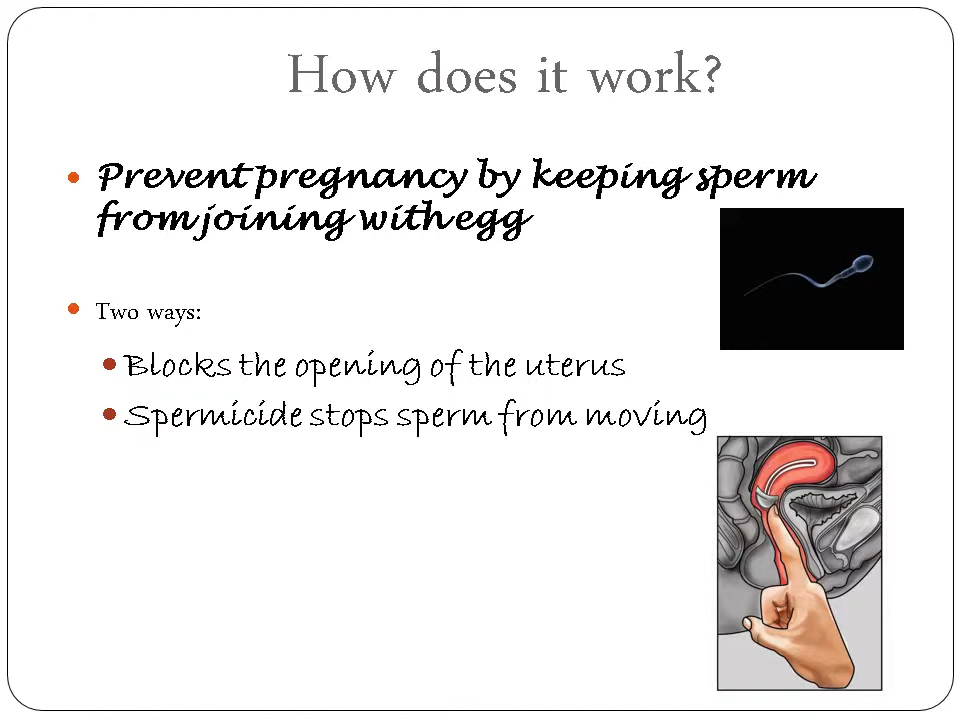 How does it work?
Prevent pregnancy by keeping sperm
from joining with egg
Two ways:
Blocks the opening of the uterus
Spermicide stops sperm from moving